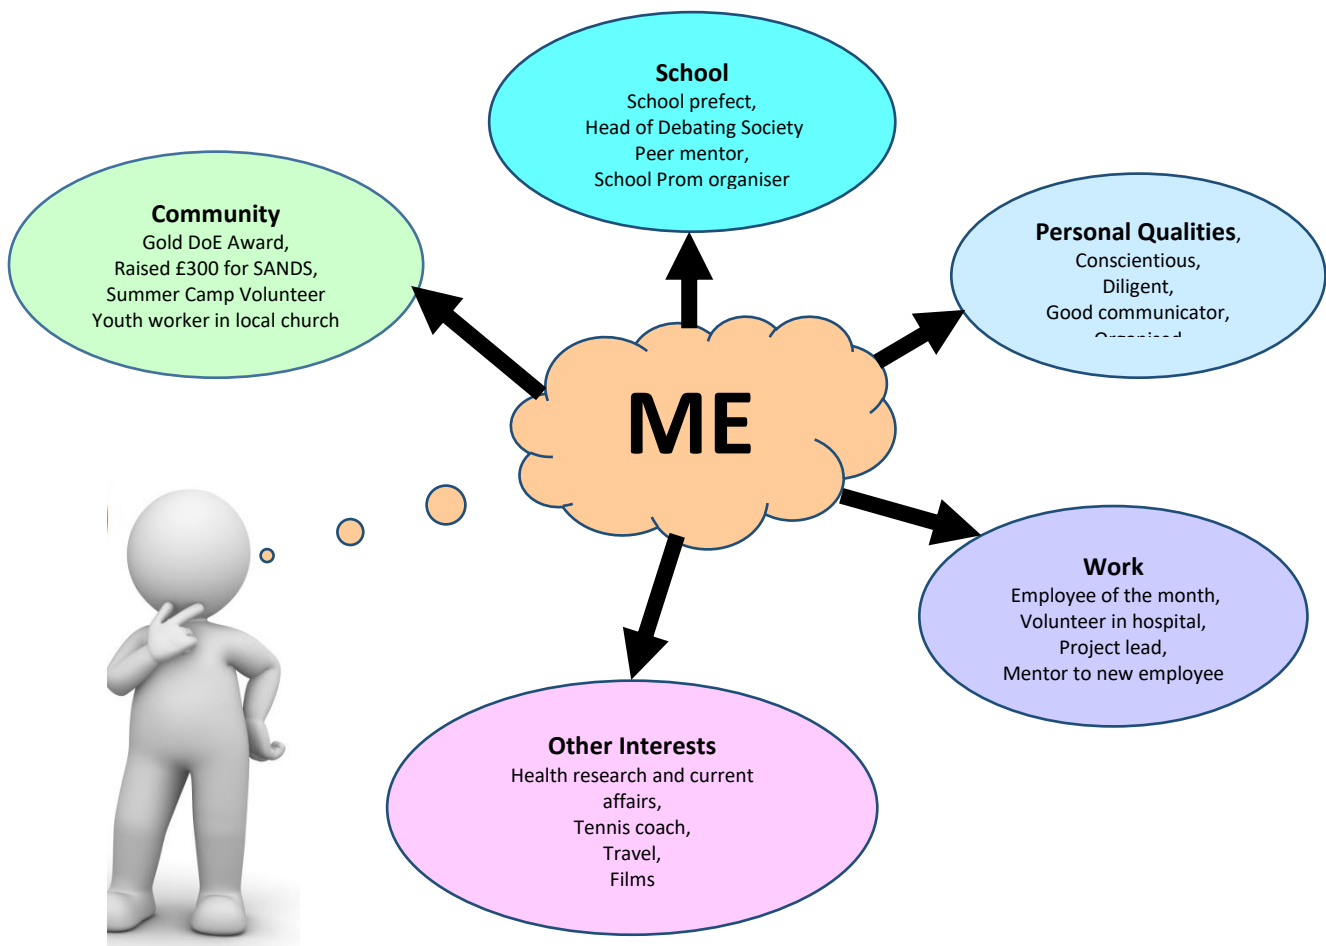 School
School prefect,
Head of Debating Society
Peer mentor,
School Prom organiser
Community
Gold DoE Award,
Raised £300 for SANDS,
Summer Camp Volunteer
Youth worker in local church
Personal Qualities,
Conscientious,
Diligent,
Good communicator,
ME
Work
Employee of the month,
Volunteer in hospital,
Project lead,
Mentor to new employee
Other Interests
Health research and current
affairs,
Tennis coach,
Travel,
Films